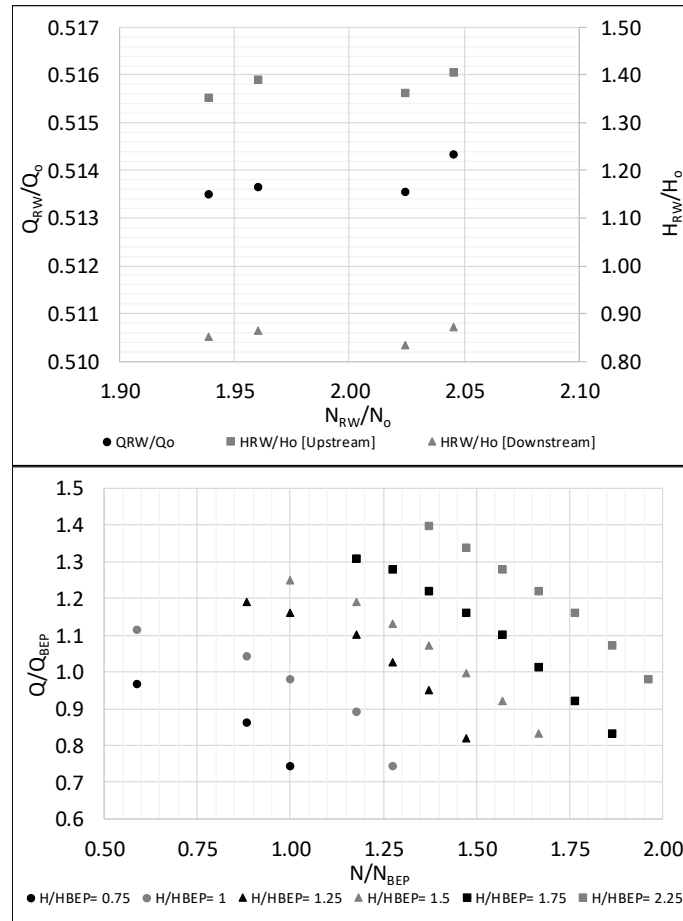 0.517
0.516
0.515
0.514
0.513
0.512
0.511
0.510
Q_RW/Q_o
1.50
1.40
1.30
1.20
1.10
1.00
0.90
0.80
H_RW/H_o
1.90 1.95 2.00 2.05 2.10
N_RW/N_o
QRW/Qo HRW/Ho [Upstream] HRW/Ho [Downstream]
1.5
1.4
1.3
1.2
1.1
1.0
0.9
0.8
0.7
0.6
Q/Q_BEP
0.50 0.75 1.00 1.25 1.50 1.75 2.00
N/N_BEP
H/HBEP= 0.75 H/HBEP= 1 H/HBEP= 1.25 H/HBEP= 1.5 H/HBEP= 1.75 H/HBEP= 2.25